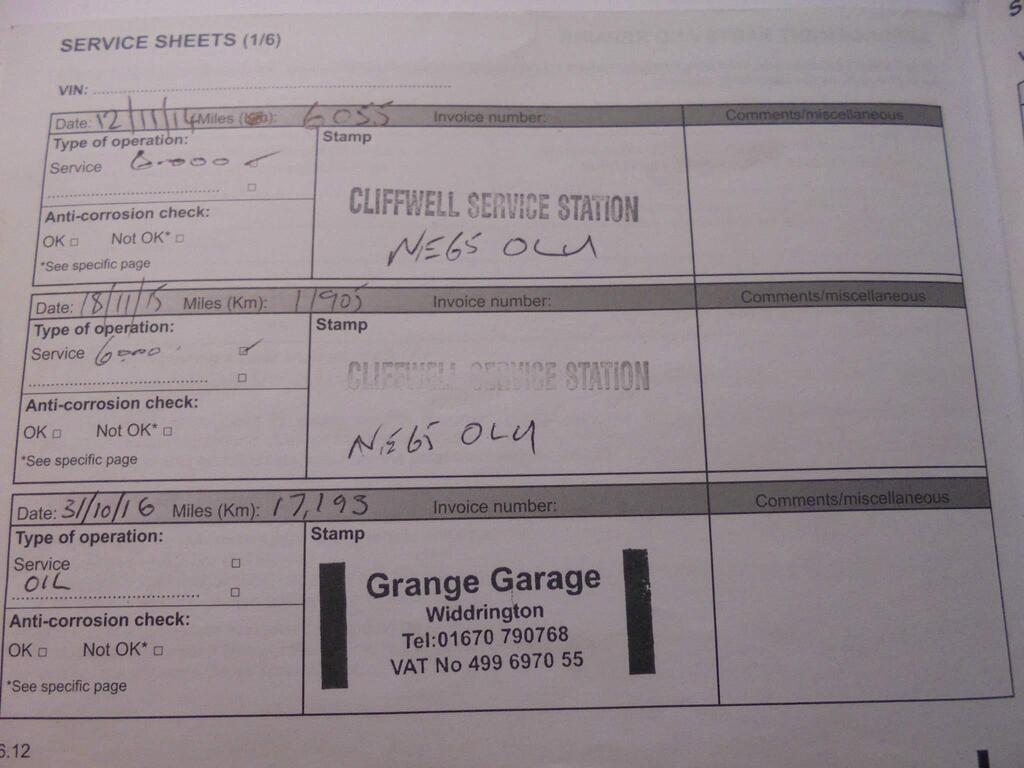 SERVICE SHEETS (1/6)
VIN:
Date: 12/11/14 Miles (Km): 6055 Invoice number: Comments/miscellaneous
Type of operation: Stamp
Service 6000
CLIFFWELL SERVICE STATION
Anti-corrosion check:
OK Not OK* NE65 OLU
*See specific page
Date: 18/11/15 Miles (Km): 11905 Invoice number: Comments/miscellaneous
Type of operation: Stamp
Service 6000
CLIFFWELL SERVICE STATION
Anti-corrosion check:
OK Not OK* NE65 OLU
*See specific page
Date: 31/10/16 Miles (Km): 17,193 Invoice number: Comments/miscellaneous
Type of operation: Stamp
Service
OIL
Grange Garage
Widdrington
Anti-corrosion check:
Tel:01670 790768
OK Not OK*
VAT No 499 6970 55
*See specific page
6.12